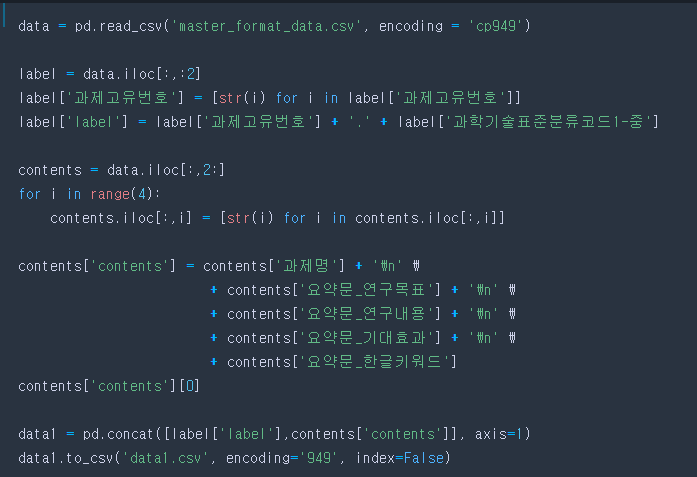 data = pd.read_csv('master_format_data.csv', encoding = 'cp949')
label = data.iloc[:,:2]
label['과제고유번호'] = [str(i) for i in label['과제고유번호']]
label['label'] = label['과제고유번호'] + '.' + label['과학기술표준분류코드1-중']
contents = data.iloc[:,2:]
for i in range(4):
    contents.iloc[:,i] = [str(i) for i in contents.iloc[:,i]]
contents['contents'] = contents['과제명'] + '₩n' ₩
                       + contents['요약문_연구목표'] + '₩n' ₩
                       + contents['요약문_연구내용'] + '₩n' ₩
                       + contents['요약문_기대효과'] + '₩n' ₩
                       + contents['요약문_한글키워드']
contents['contents'][0]
data1 = pd.concat([label['label'],contents['contents']], axis=1)
data1.to_csv('data1.csv', encoding='949', index=False)